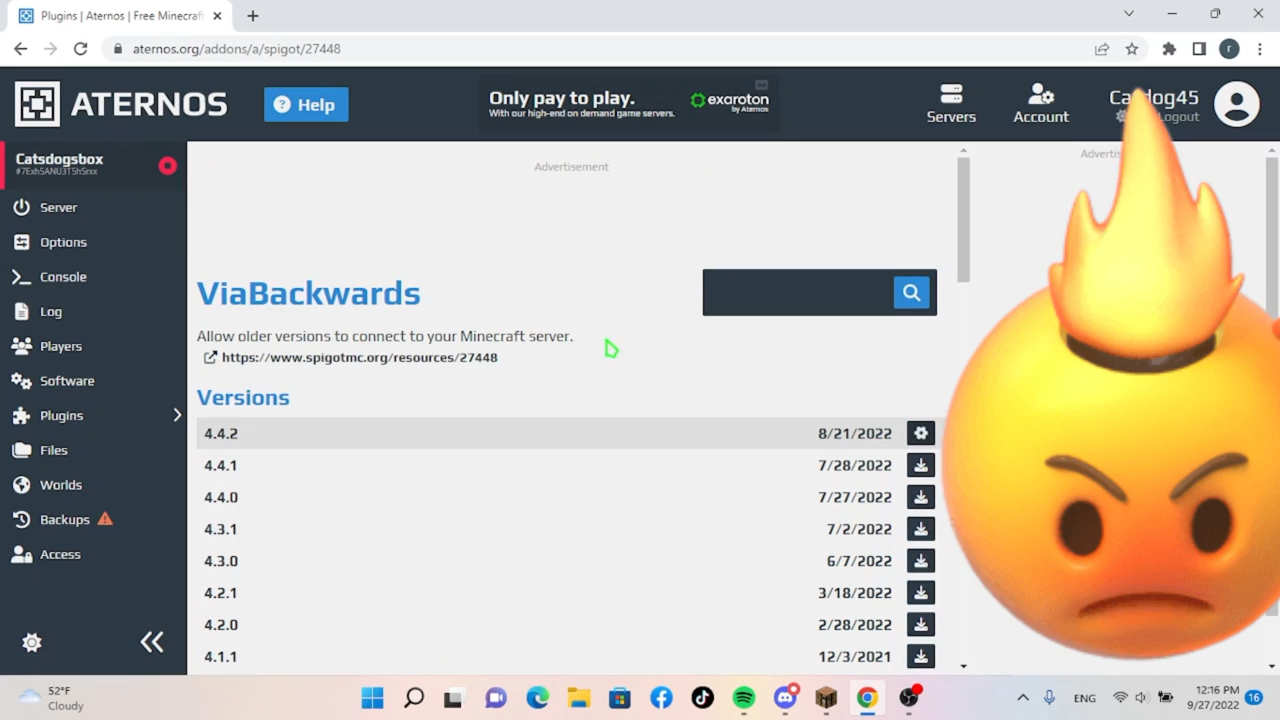 Plugins | Aternos | Free Minecraf
aternos.org/addons/a/spigot/27448
ATERNOS
Help
Only pay to play.
With our high-end on demand game servers.
exaroton
by Aternos
Ad
Servers
Account
Logout
Catsdogsbox
Server
Options
Console
Log
Players
Software
Plugins
Files
Worlds
Backups
Access
Advertisement
ViaBackwards
Allow older versions to connect to your Minecraft server.
https://www.spigotmc.org/resources/27448
Versions
4.4.2 8/21/2022
4.4.1 7/28/2022
4.4.0 7/27/2022
4.3.1 7/2/2022
4.3.0 6/7/2022
4.2.1 3/18/2022
4.2.0 2/28/2022
4.1.1 12/3/2021
Advertis
52°F
Cloudy
ENG
12:16 PM
9/27/2022
16